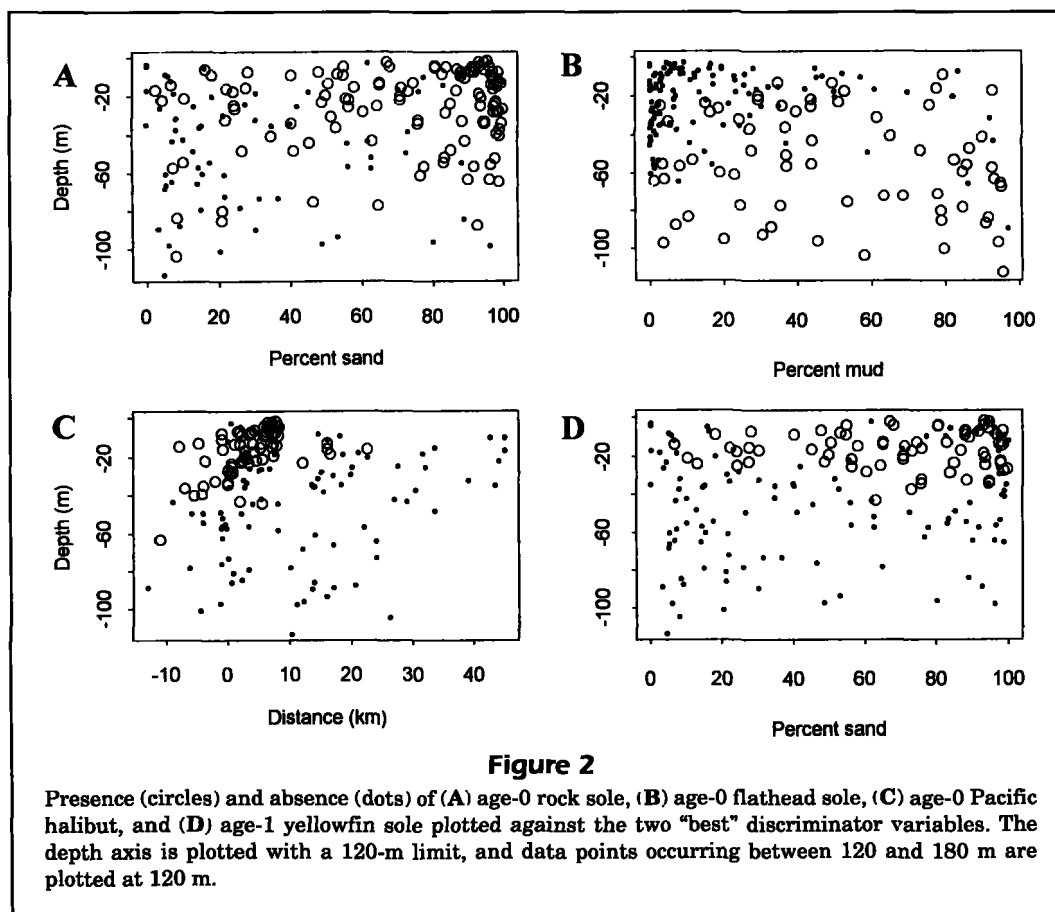 A
Depth (m)
-20
-60
-100
0 20 40 60 80 100
Percent sand
B
-20
-60
-100
0 20 40 60 80 100
Percent mud
C
Depth (m)
-20
-60
-100
-10 0 10 20 30 40
Distance (km)
D
-20
-60
-100
0 20 40 60 80 100
Percent sand
Figure 2
Presence (circles) and absence (dots) of (A) age-0 rock sole, (B) age-0 flathead sole, (C) age-0 Pacific
halibut, and (D) age-1 yellowfin sole plotted against the two "best" discriminator variables. The
depth axis is plotted with a 120-m limit, and data points occurring between 120 and 180 m are
plotted at 120 m.